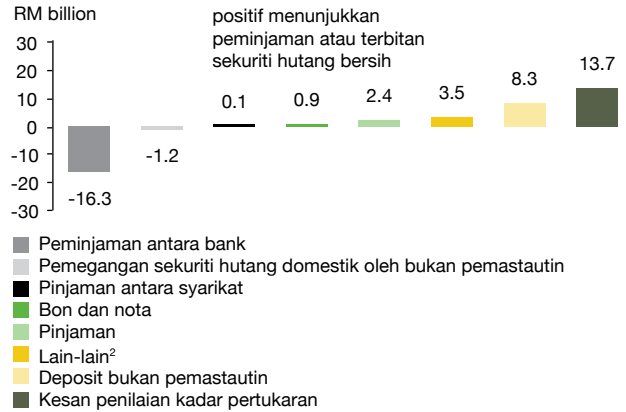 RM billion
positif menunjukkan
peminjaman atau terbitan
sekuriti hutang bersih
30
20
10
0
-10
-20
-30
-16.3
-1.2
0.1
0.9
2.4
3.5
8.3
13.7
Peminjaman antara bank
Pemegangan sekuriti hutang domestik oleh bukan pemastautin
Pinjaman antara syarikat
Bon dan nota
Pinjaman
Lain-lain²
Deposit bukan pemastautin
Kesan penilaian kadar pertukaran